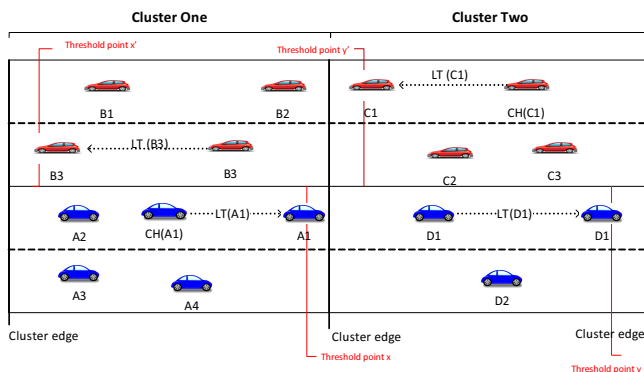 Cluster One
Cluster Two
Threshold point x'
Threshold point y'
LT (C1)
B1
B2
C1
CH(C1)
LT (B3)
B3
B3
C2
C3
LT(A1)
LT(D1)
A2
CH(A1)
A1
D1
D1
A3
A4
D2
Cluster edge
Cluster edge
Cluster edge
Threshold point x
Threshold point y